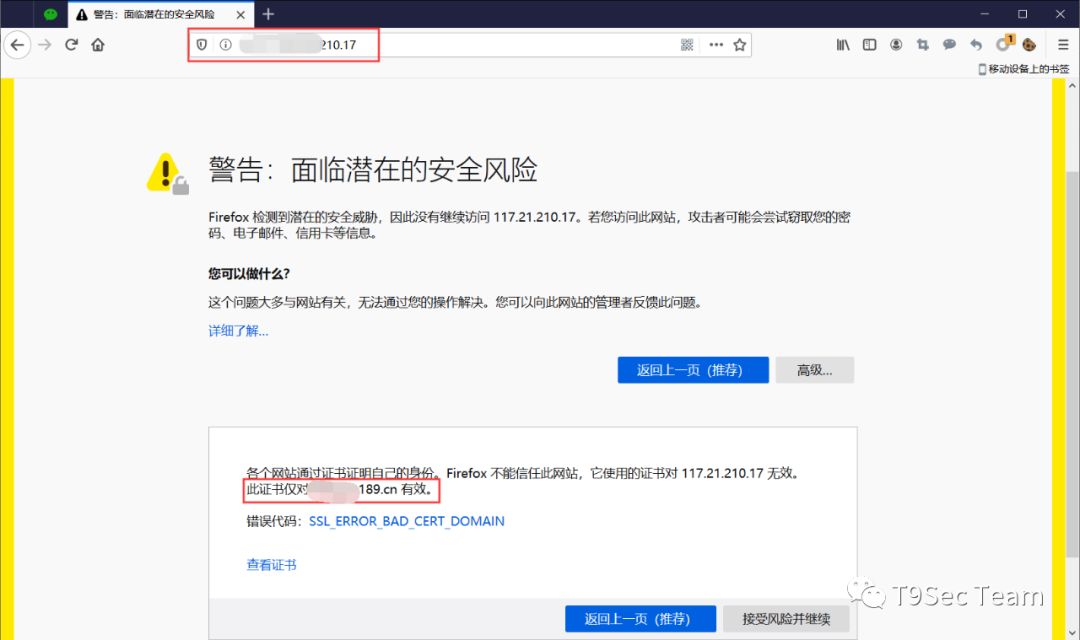 警告：面临潜在的安全风险
210.17
移动设备上的书签
警告：面临潜在的安全风险
Firefox 检测到潜在的安全威胁，因此没有继续访问 117.21.210.17。若您访问此网站，攻击者可能会尝试窃取您的密
码、电子邮件、信用卡等信息。
您可以做什么?
这个问题大多与网站有关，无法通过您的操作解决。您可以向此网站的管理者反馈此问题。
详细了解...
返回上一页（推荐） 高级...
各个网站通过证书证明自己的身份。Firefox 不能信任此网站，它使用的证书对 117.21.210.17 无效。
此证书仅对 189.cn 有效。
错误代码：SSL_ERROR_BAD_CERT_DOMAIN
查看证书
返回上一页（推荐） 接受风险并继续
T9Sec Team